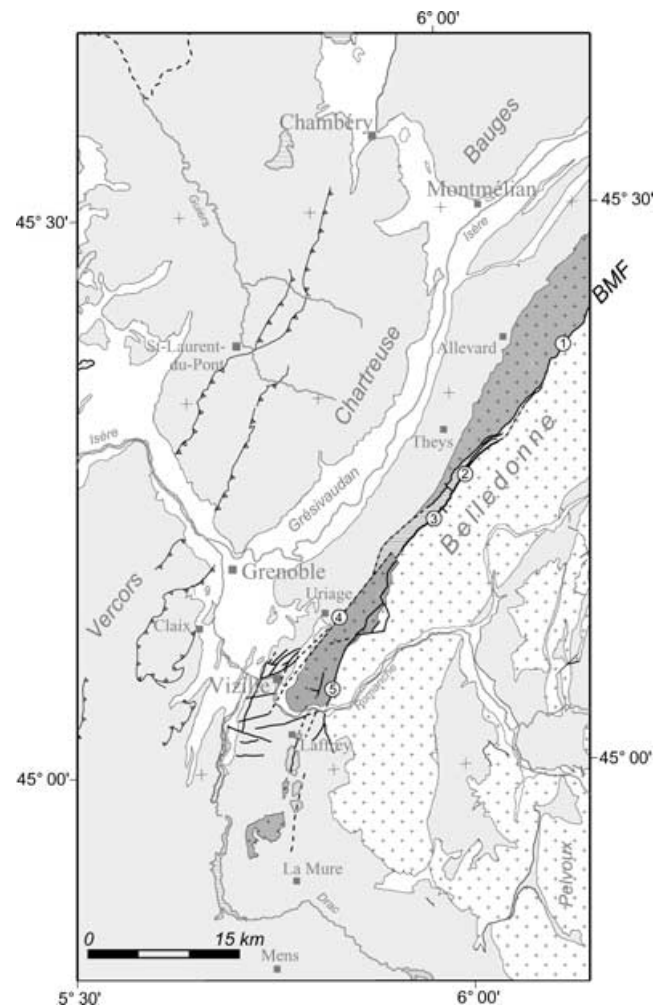 6° 00'
Chambéry
Bauges
Montmélian
45° 30'
45° 30'
Guiers
Isère
BMF
1
St-Laurent-
du-Pont
Allevard
Chartreuse
Theys
Isère
2
Belledonne
3
Grésivaudan
Grenoble
Vercors
Uriage
Claix
4
Vizille
5
Romanche
Laffrey
45° 00'
45° 00'
La Mure
Pelvoux
Drac
0 15 km
Mens
5° 30'
6° 00'